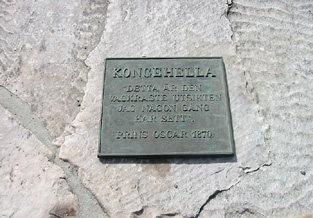 KONGEHELLA
"DETTA ÄR DEN
VACKRASTE UTSIKTEN
JAG NÅGON GÅNG
HAR SETT".
PRINS OSCAR 1870